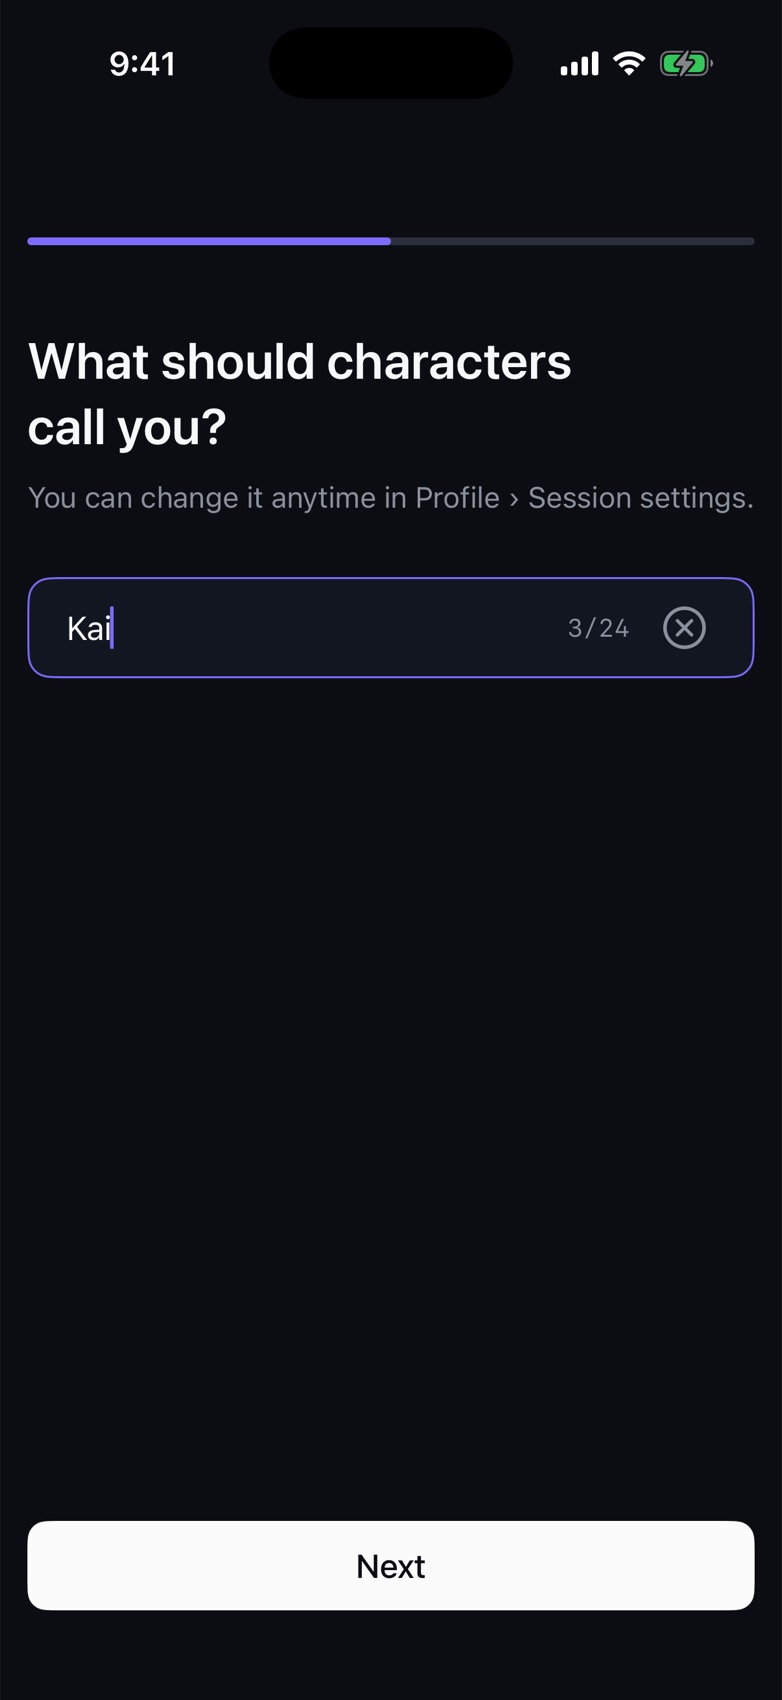 9:41
What should characters
call you?
You can change it anytime in Profile › Session settings.
Kai 3/24
Next